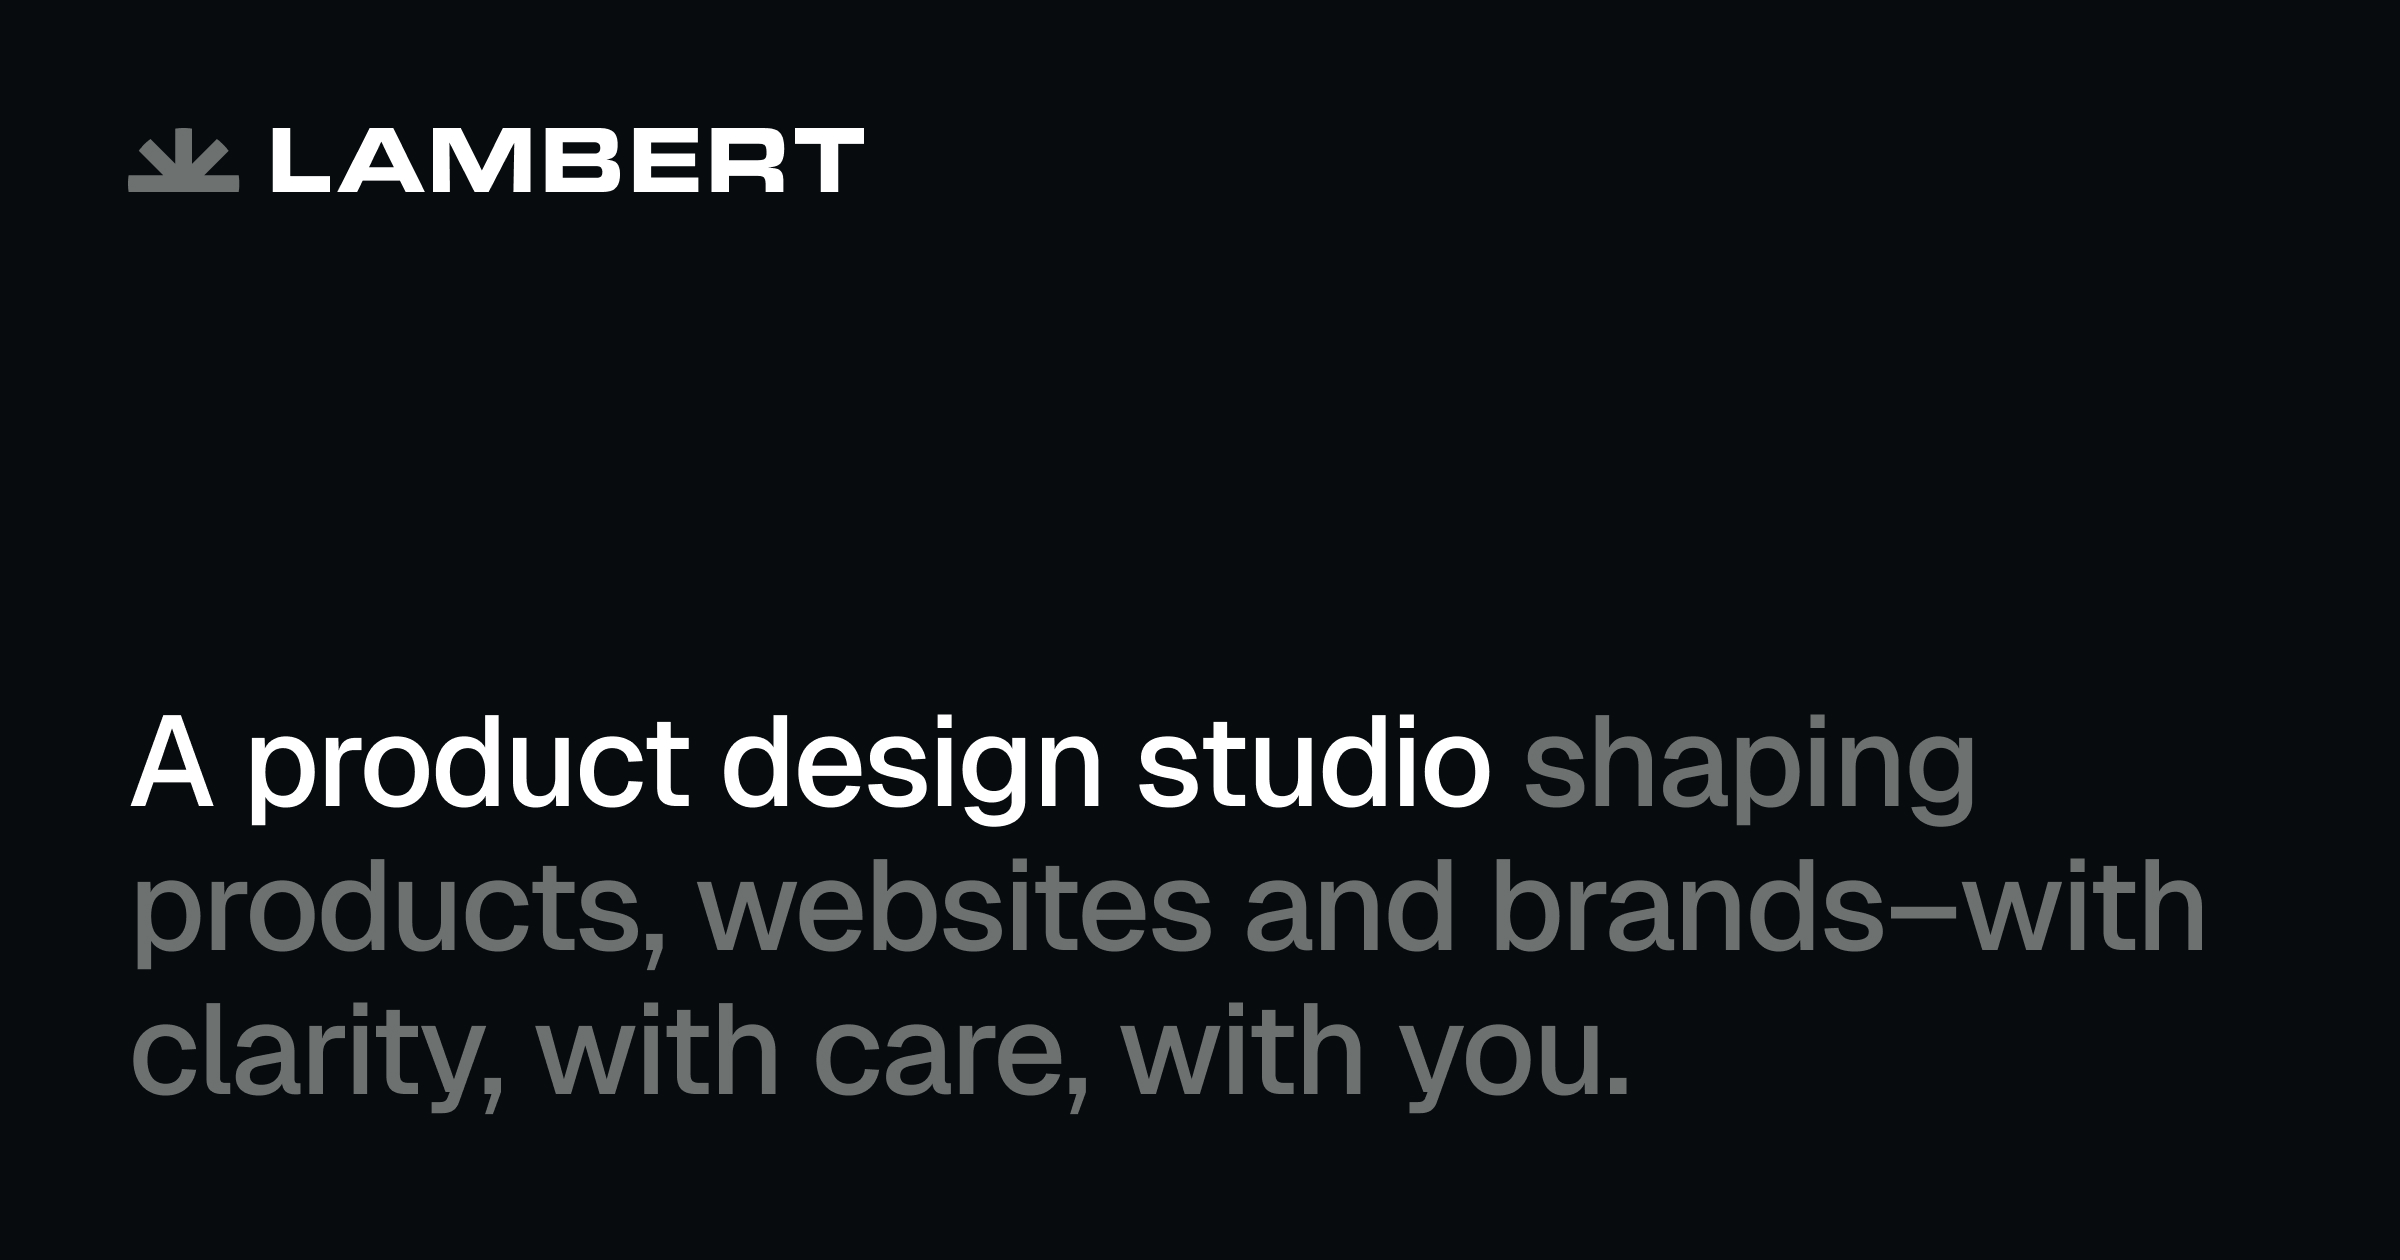 LAMBERT
A product design studio shaping
products, websites and brands—with
clarity, with care, with you.